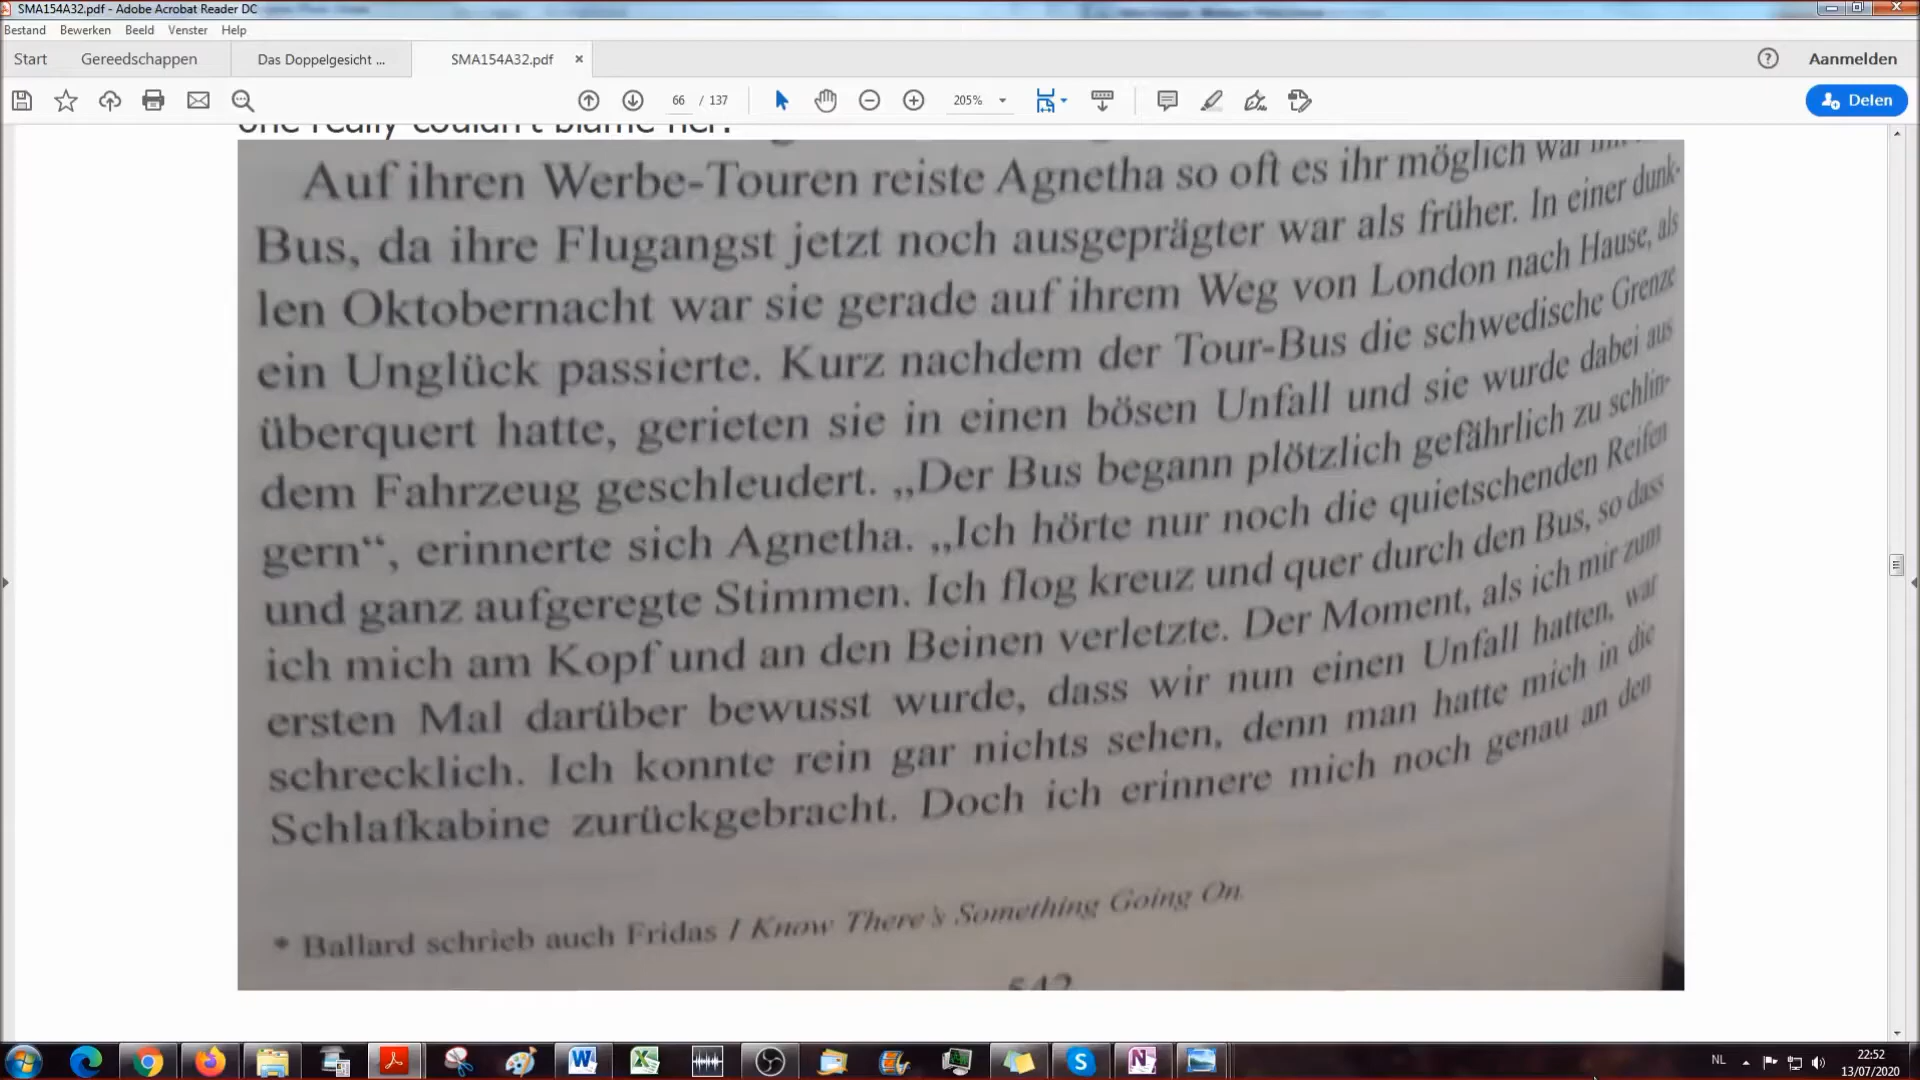 SMA154A32.pdf - Adobe Acrobat Reader DC
Bestand Bewerken Beeld Venster Help
Start Gereedschappen Das Doppelgesicht ... SMA154A32.pdf × Aanmelden
66 / 137 205% Delen
one really couldn't blame her.
Auf ihren Werbe-Touren reiste Agnetha so oft es ihr möglich war
Bus, da ihre Flugangst jetzt noch ausgeprägter war als früher. In einer dunk-
len Oktobernacht war sie gerade auf ihrem Weg von London nach Hause, als
ein Unglück passierte. Kurz nachdem der Tour-Bus die schwedische Grenze
überquert hatte, gerieten sie in einen bösen Unfall und sie wurde dabei aus
dem Fahrzeug geschleudert. „Der Bus begann plötzlich gefährlich zu schlin-
gern“, erinnerte sich Agnetha. „Ich hörte nur noch die quietschenden Reifen
und ganz aufgeregte Stimmen. Ich flog kreuz und quer durch den Bus, so dass
ich mich am Kopf und an den Beinen verletzte. Der Moment, als ich mir zum
ersten Mal darüber bewusst wurde, dass wir nun einen Unfall hatten, war
schrecklich. Ich konnte rein gar nichts sehen, denn man hatte mich in die
Schlafkabine zurückgebracht. Doch ich erinnere mich noch genau an den
* Ballard schrieb auch Fridas I Know There's Something Going On.
542
NL 22:52
13/07/2020